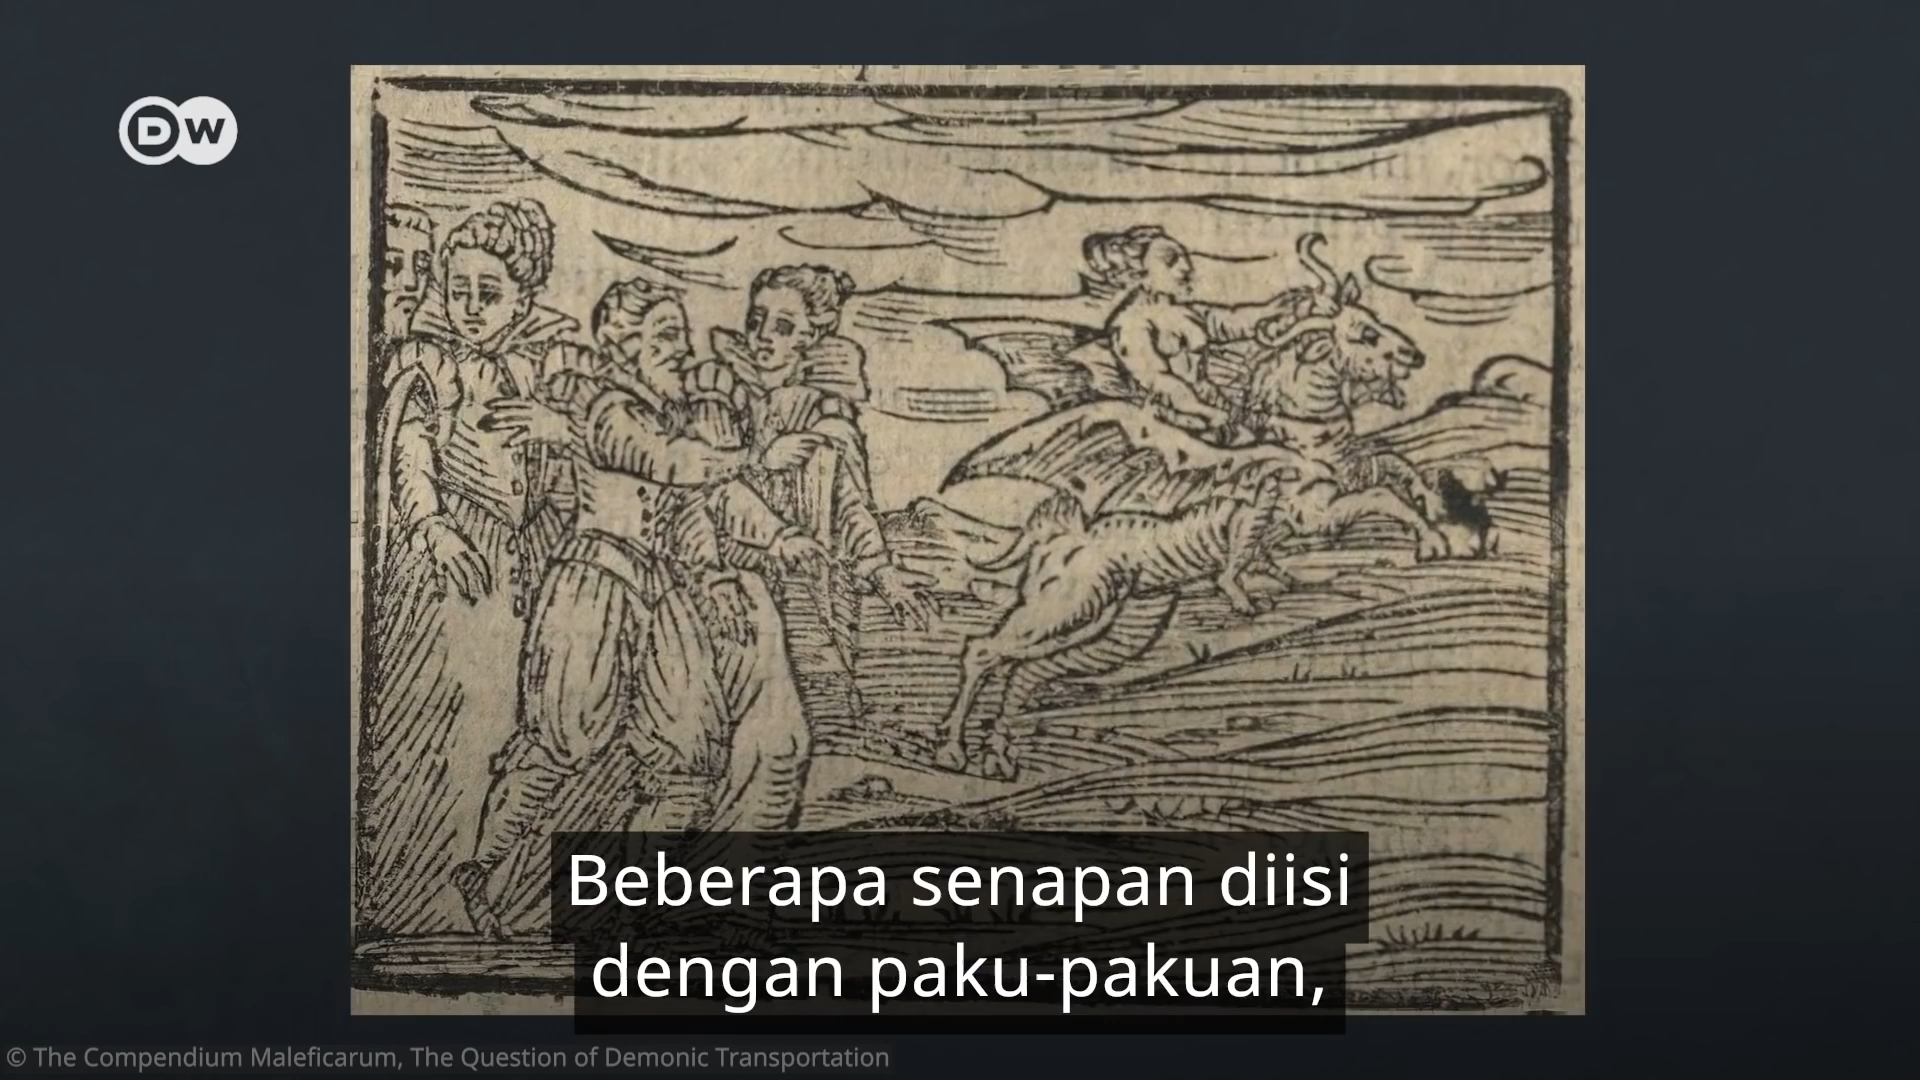 DW
Beberapa senapan diisi
dengan paku-pakuan,
© The Compendium Maleficarum, The Question of Demonic Transportation